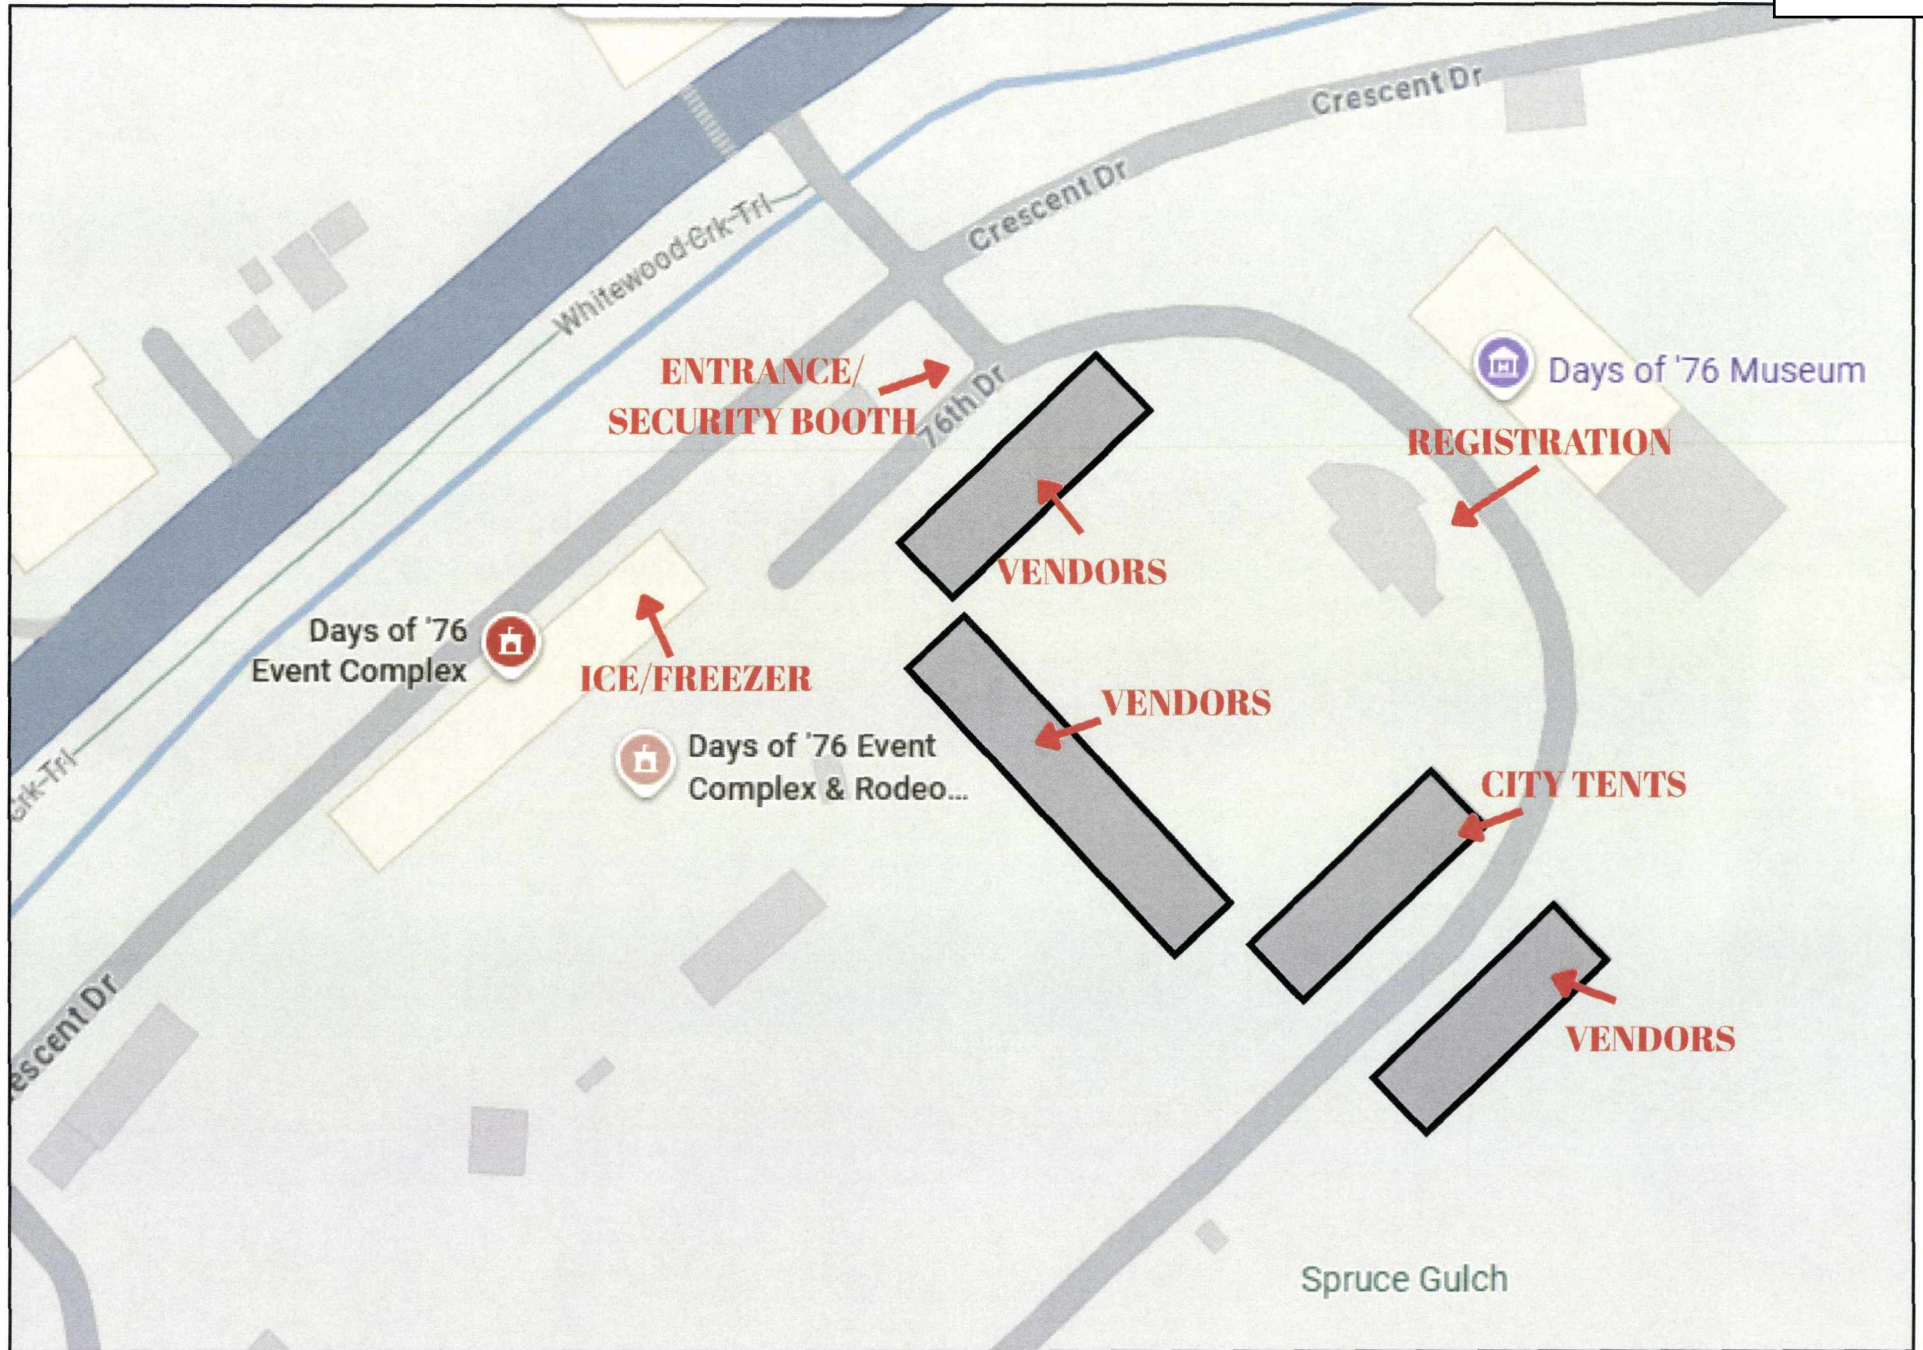 Crescent Dr
Crescent Dr
Whitewood Crk Trl
ENTRANCE/
SECURITY BOOTH
76th Dr
Days of '76 Museum
REGISTRATION
VENDORS
Days of '76
Event Complex
ICE/FREEZER
VENDORS
Days of '76 Event
Complex & Rodeo...
Crk Trl
CITY TENTS
escent Dr
VENDORS
Spruce Gulch